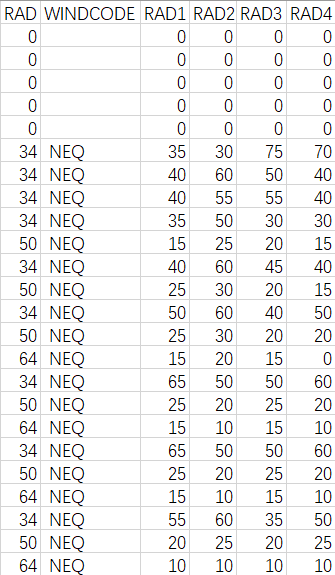 RAD WINDCODE RAD1 RAD2 RAD3 RAD4
0 0 0 0 0
0 0 0 0 0
0 0 0 0 0
0 0 0 0 0
0 0 0 0 0
34 NEQ 35 30 75 70
34 NEQ 40 60 50 40
34 NEQ 40 55 55 40
34 NEQ 35 50 30 30
50 NEQ 15 25 20 15
34 NEQ 40 60 45 40
50 NEQ 25 30 20 15
34 NEQ 50 60 40 50
50 NEQ 25 30 20 20
64 NEQ 15 20 15 0
34 NEQ 65 50 50 60
50 NEQ 25 20 25 20
64 NEQ 15 10 15 10
34 NEQ 65 50 50 60
50 NEQ 25 20 25 20
64 NEQ 15 10 15 10
34 NEQ 55 60 35 50
50 NEQ 20 25 20 25
64 NEQ 10 10 10 10